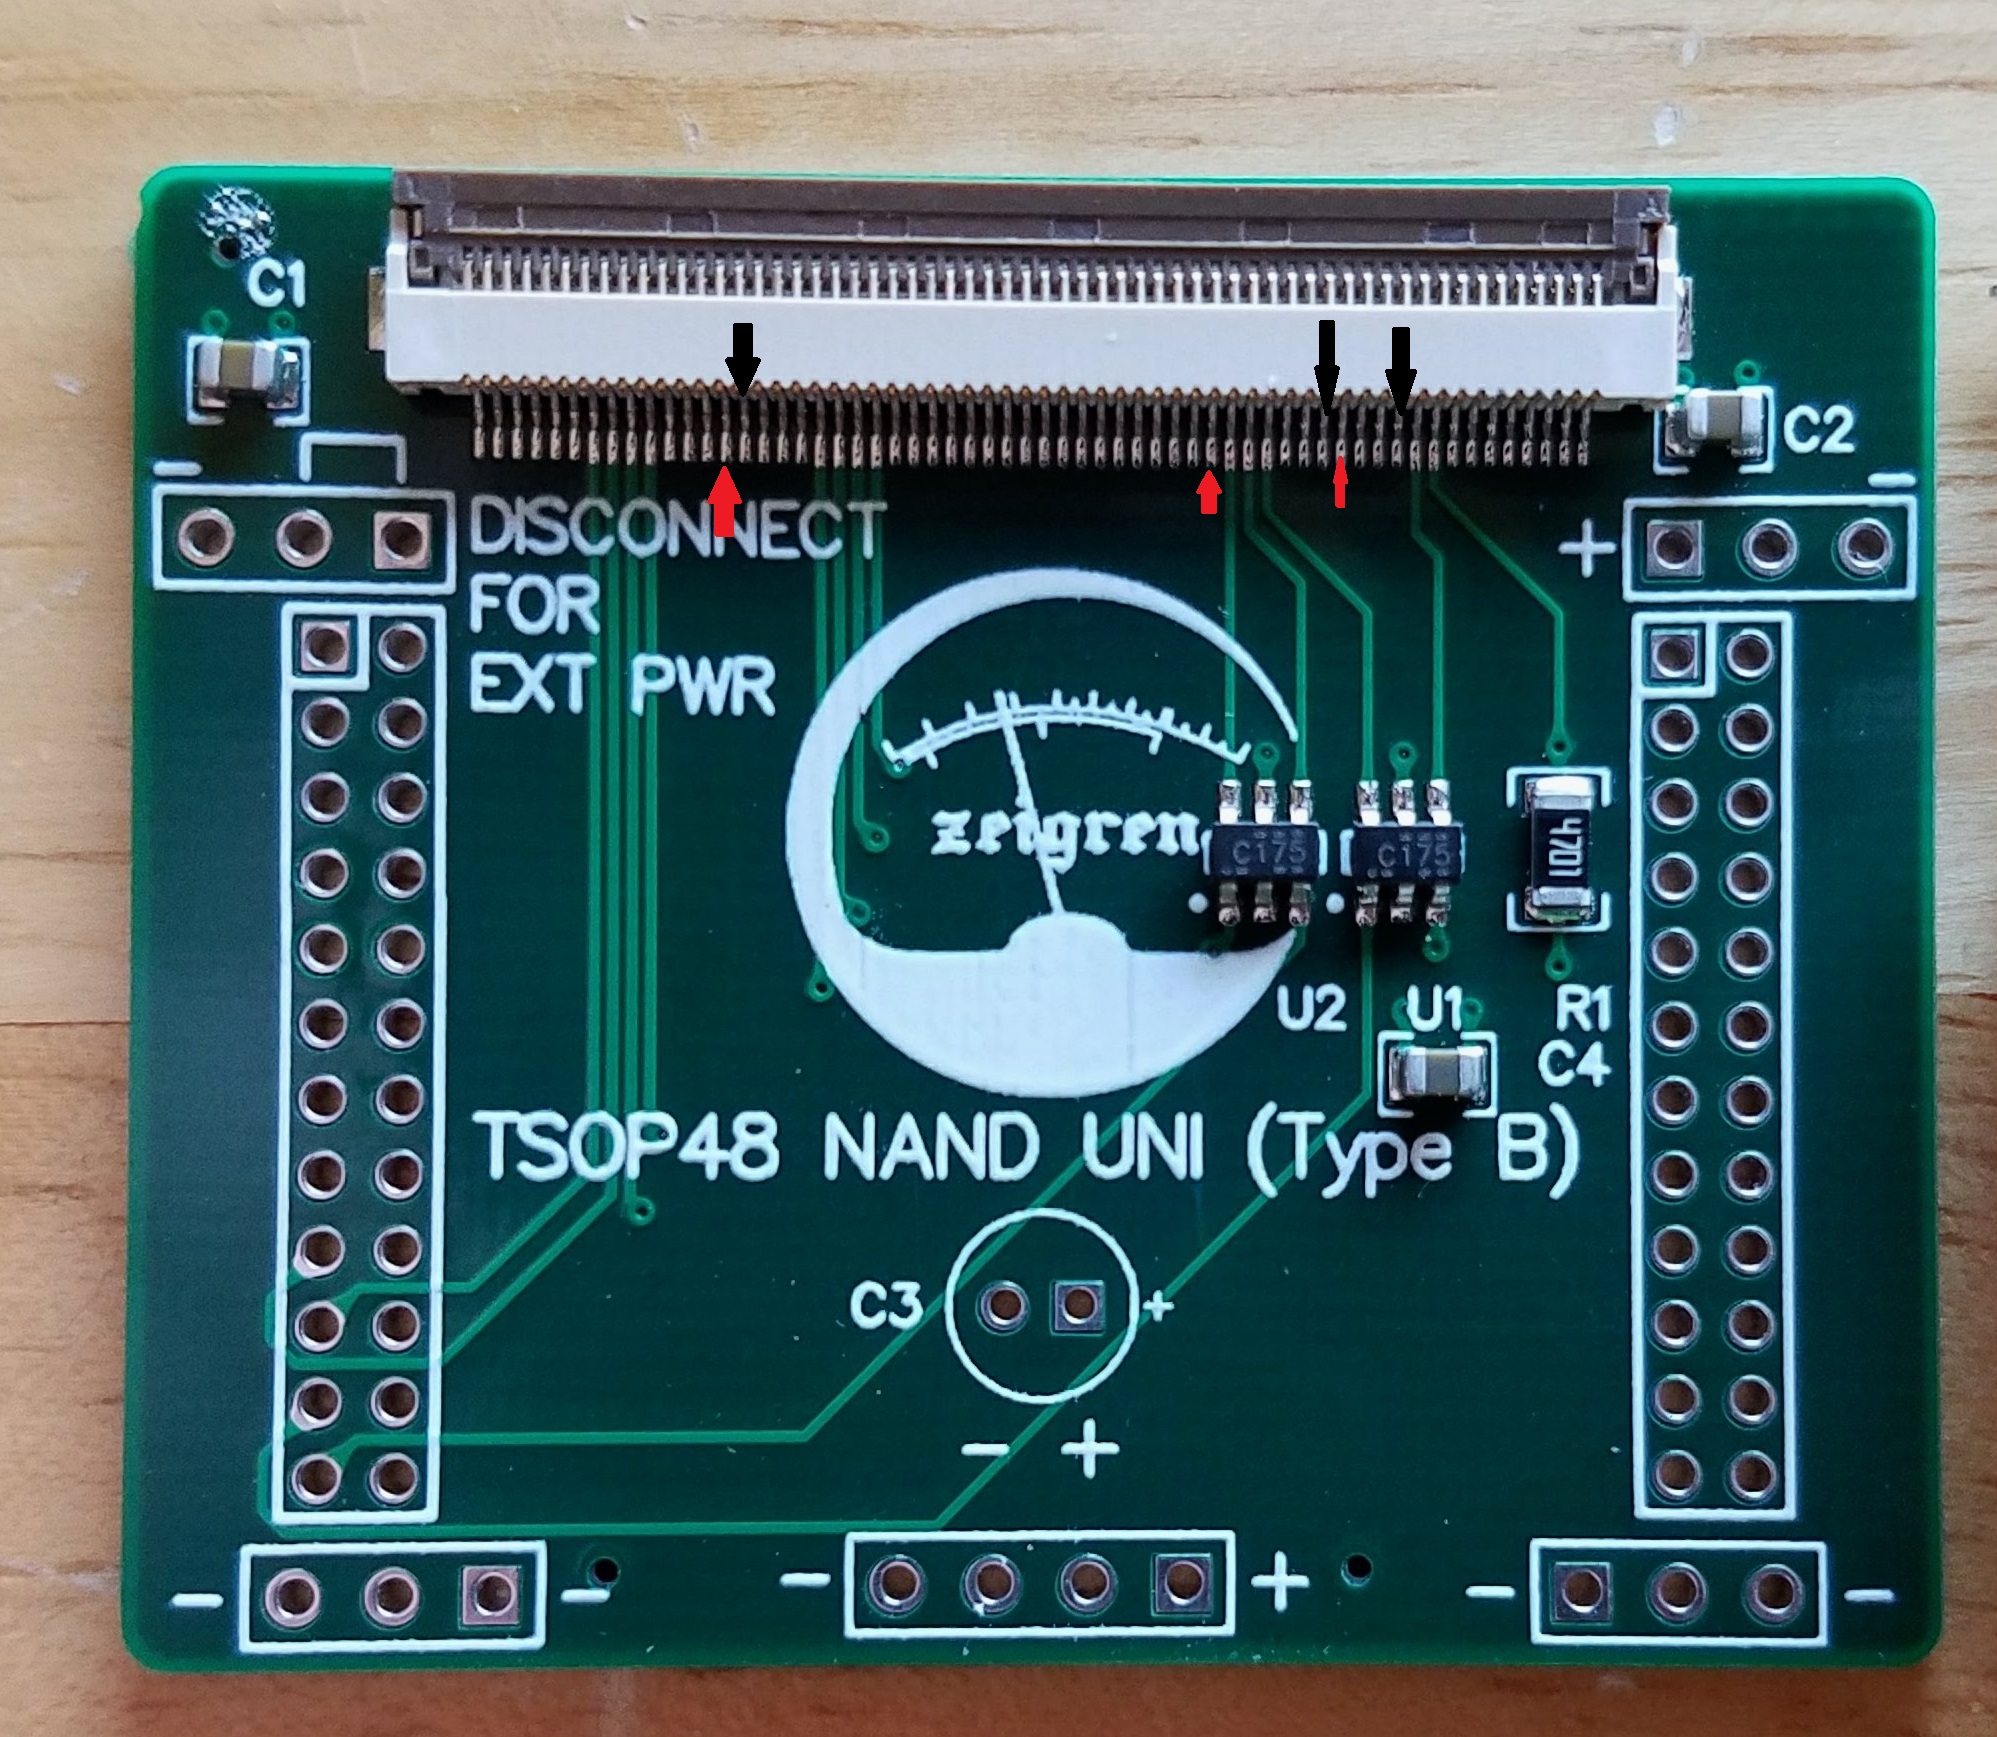 C1
C2
-
-
+
DISCONNECT
FOR
EXT PWR
zeigren
C175
C175
4701
U2
U1
R1
C4
TSOP48 NAND UNI (Type B)
C3
+
- +
-
-
-
+
-
-